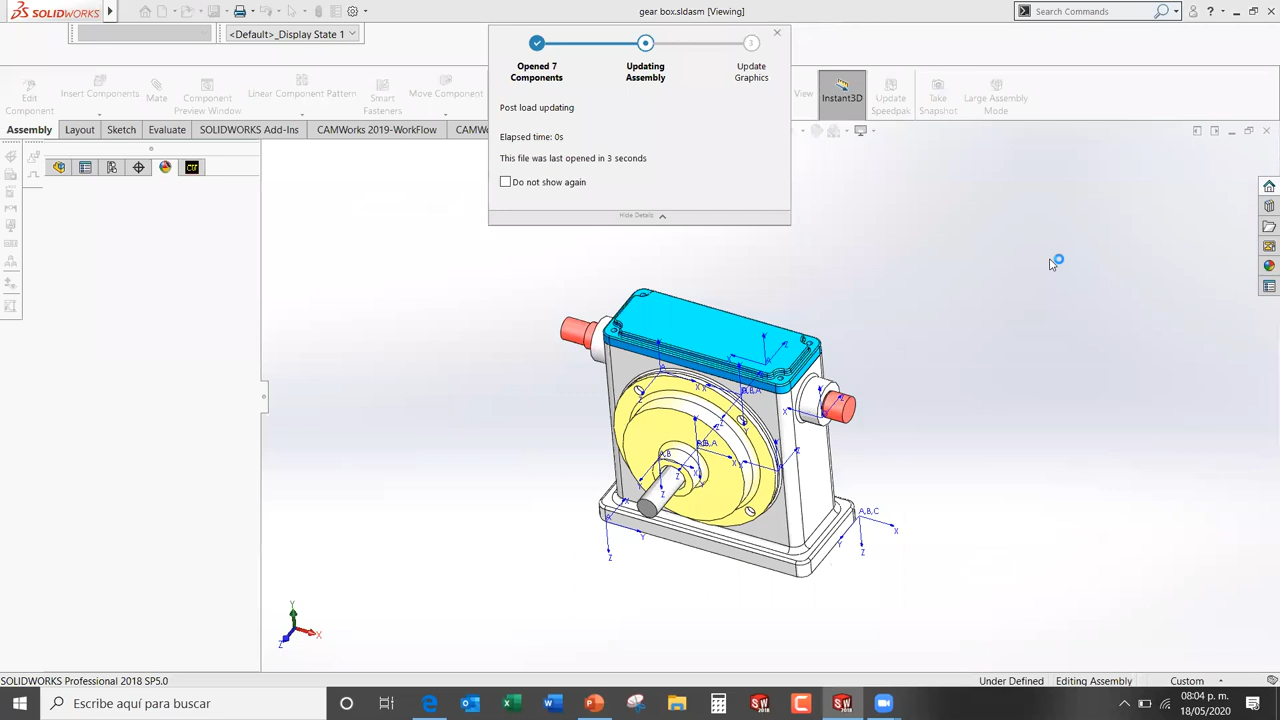 SOLIDWORKS
gear box.sldasm [Viewing]
Search Commands
<Default>_Display State 1
Opened 7
Components
Updating
Assembly
3
Update
Graphics
Post load updating
Elapsed time: 0s
This file was last opened in 3 seconds
Do not show again
Hide Details
Edit
Component
Insert Components
Mate
Component
Preview Window
Linear Component Pattern
Smart
Fasteners
Move Component
View
Instant3D
Update
Speedpak
Take
Snapshot
Large Assembly
Mode
Assembly
Layout
Sketch
Evaluate
SOLIDWORKS Add-Ins
CAMWorks 2019-WorkFlow
CAMW
A,B,C
X
Y
Z
A,B
Y
X
Z
SOLIDWORKS Professional 2018 SP5.0
Under Defined
Editing Assembly
Custom
Escribe aquí para buscar
08:04 p. m.
18/05/2020